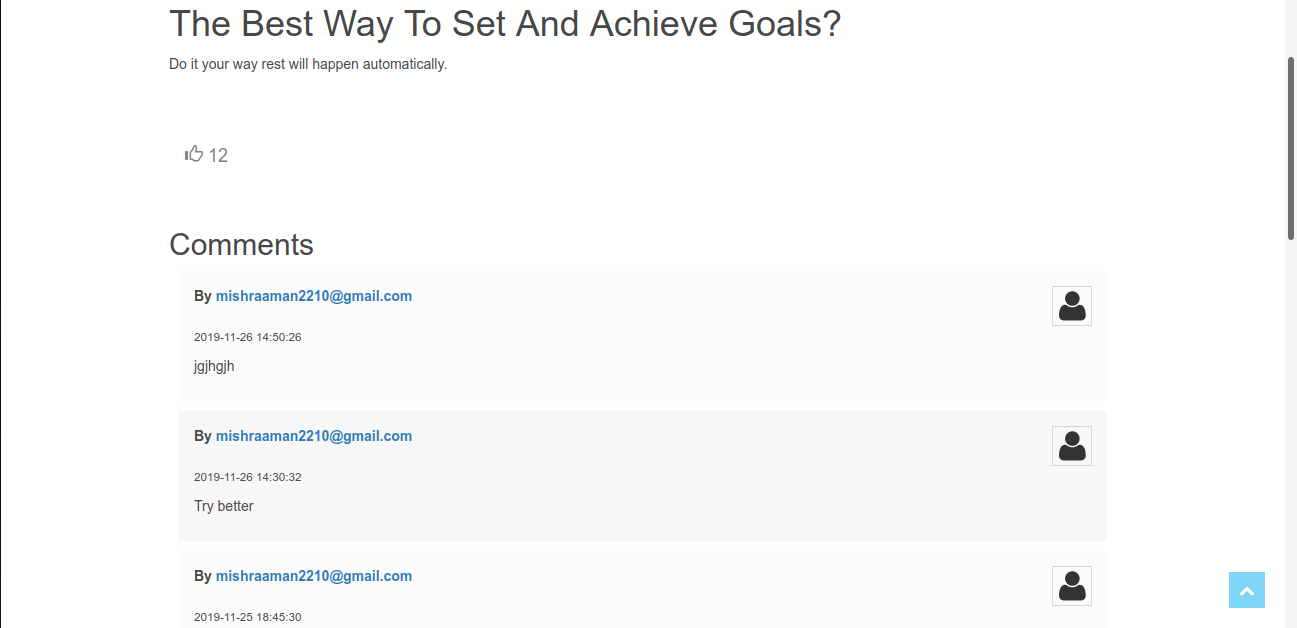 The Best Way To Set And Achieve Goals?
Do it your way rest will happen automatically.
12
Comments
By mishraaman2210@gmail.com
2019-11-26 14:50:26
jgjhgjh
By mishraaman2210@gmail.com
2019-11-26 14:30:32
Try better
By mishraaman2210@gmail.com
2019-11-25 18:45:30